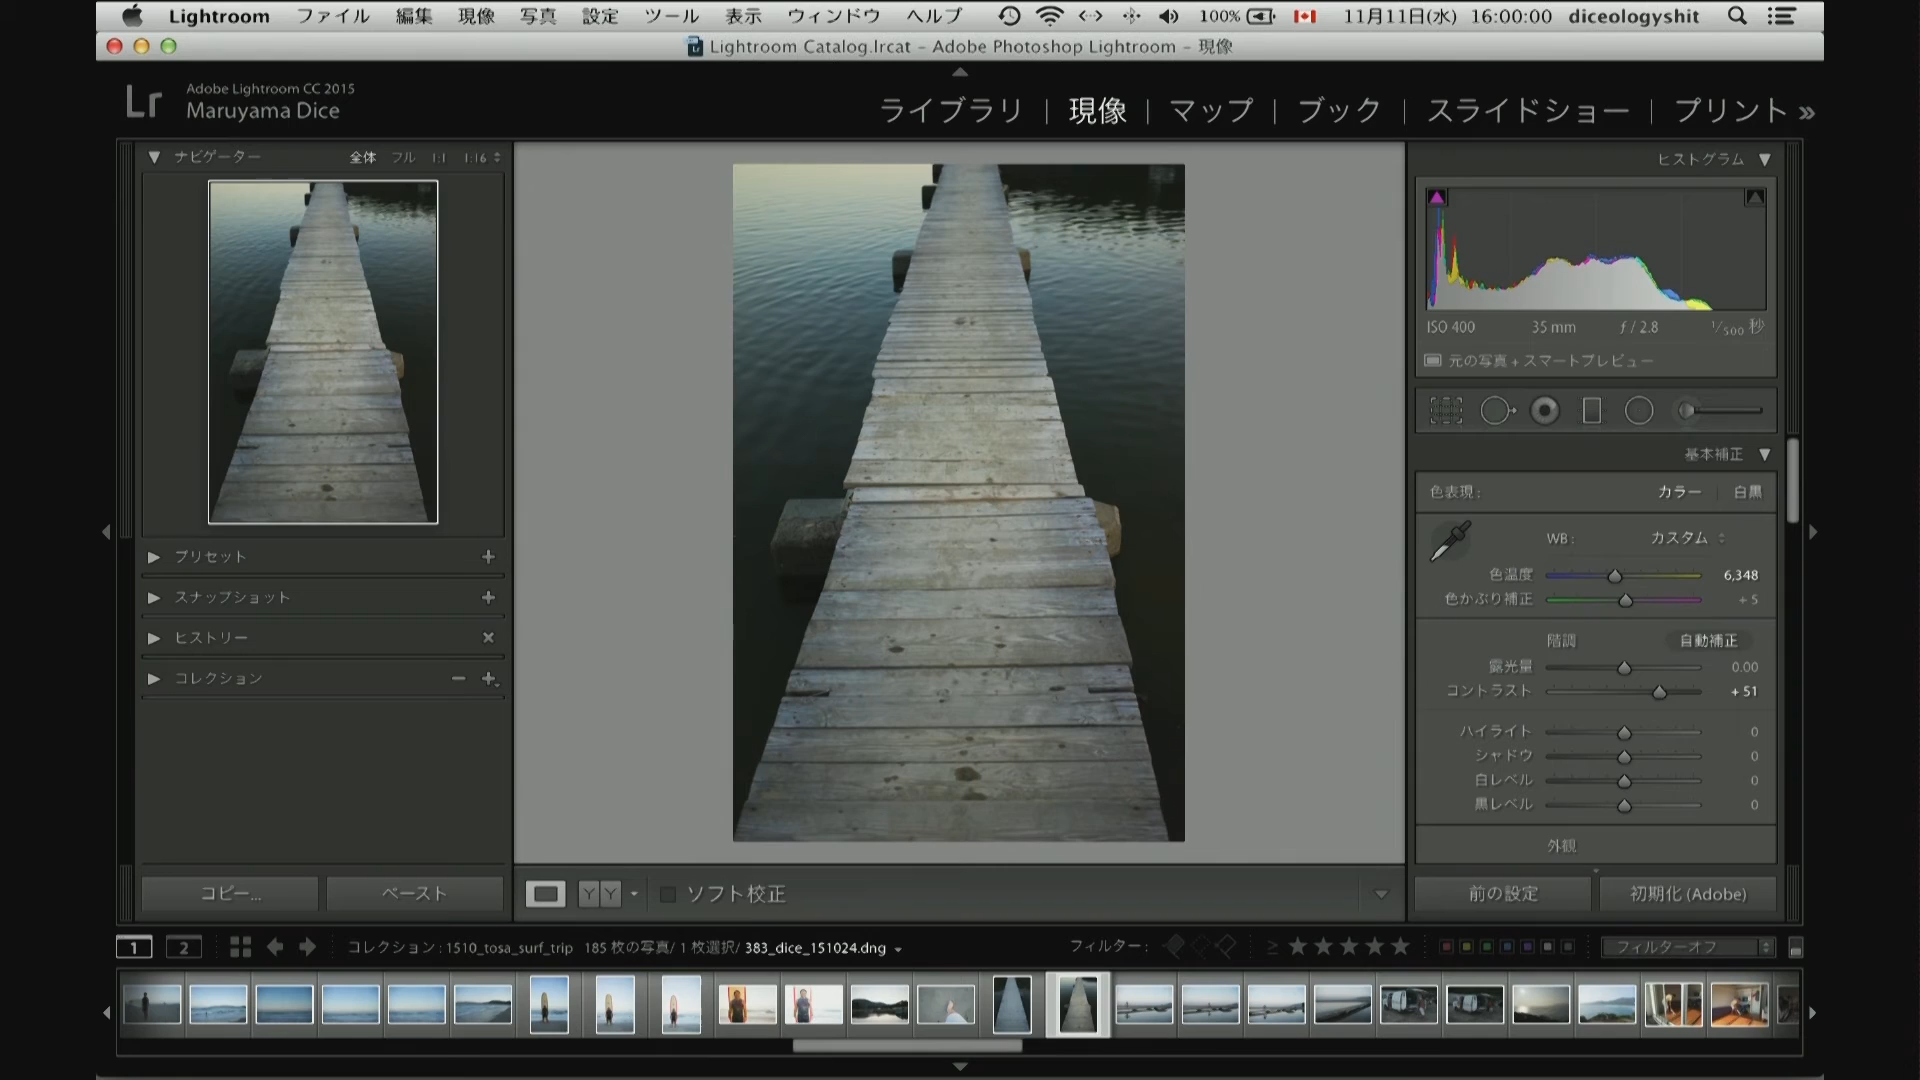 Lightroom ファイル 編集 現像 写真 設定 ツール 表示 ウィンドウ ヘルプ 100% 11月11日(水) 16:00:00 diceologyshit
Lightroom Catalog.lrcat – Adobe Photoshop Lightroom – 現像
Lr Adobe Lightroom CC 2015
Maruyama Dice
ライブラリ | 現像 | マップ | ブック | スライドショー | プリント »
ナビゲーター 全体 フル 1:1 1:16
プリセット
スナップショット
ヒストリー
コレクション
コピー... ペースト
ソフト校正
ヒストグラム
ISO 400 35 mm ƒ / 2.8 1/500 秒
元の写真 + スマートプレビュー
基本補正
色表現 : カラー 白黒
WB : カスタム
色温度 6,348
色かぶり補正 + 5
階調 自動補正
露光量 0.00
コントラスト + 51
ハイライト 0
シャドウ 0
白レベル 0
黒レベル 0
外観
前の設定 初期化 (Adobe)
1 2 コレクション : 1510_tosa_surf_trip 185 枚の写真/ 1 枚選択/ 383_dice_151024.dng フィルター : ≥ ★★★★★ フィルターオフ